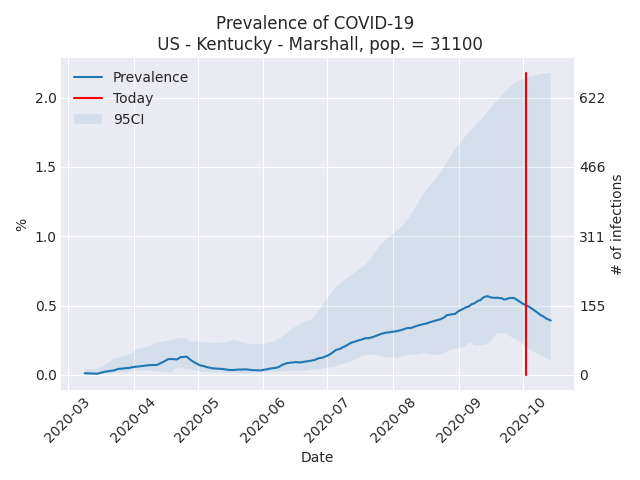 Prevalence of COVID-19
US - Kentucky - Marshall, pop. = 31100
Prevalence
Today
95CI
2.0
1.5
1.0
0.5
0.0
%
622
466
311
155
0
# of infections
2020-03
2020-04
2020-05
2020-06
2020-07
2020-08
2020-09
2020-10
Date